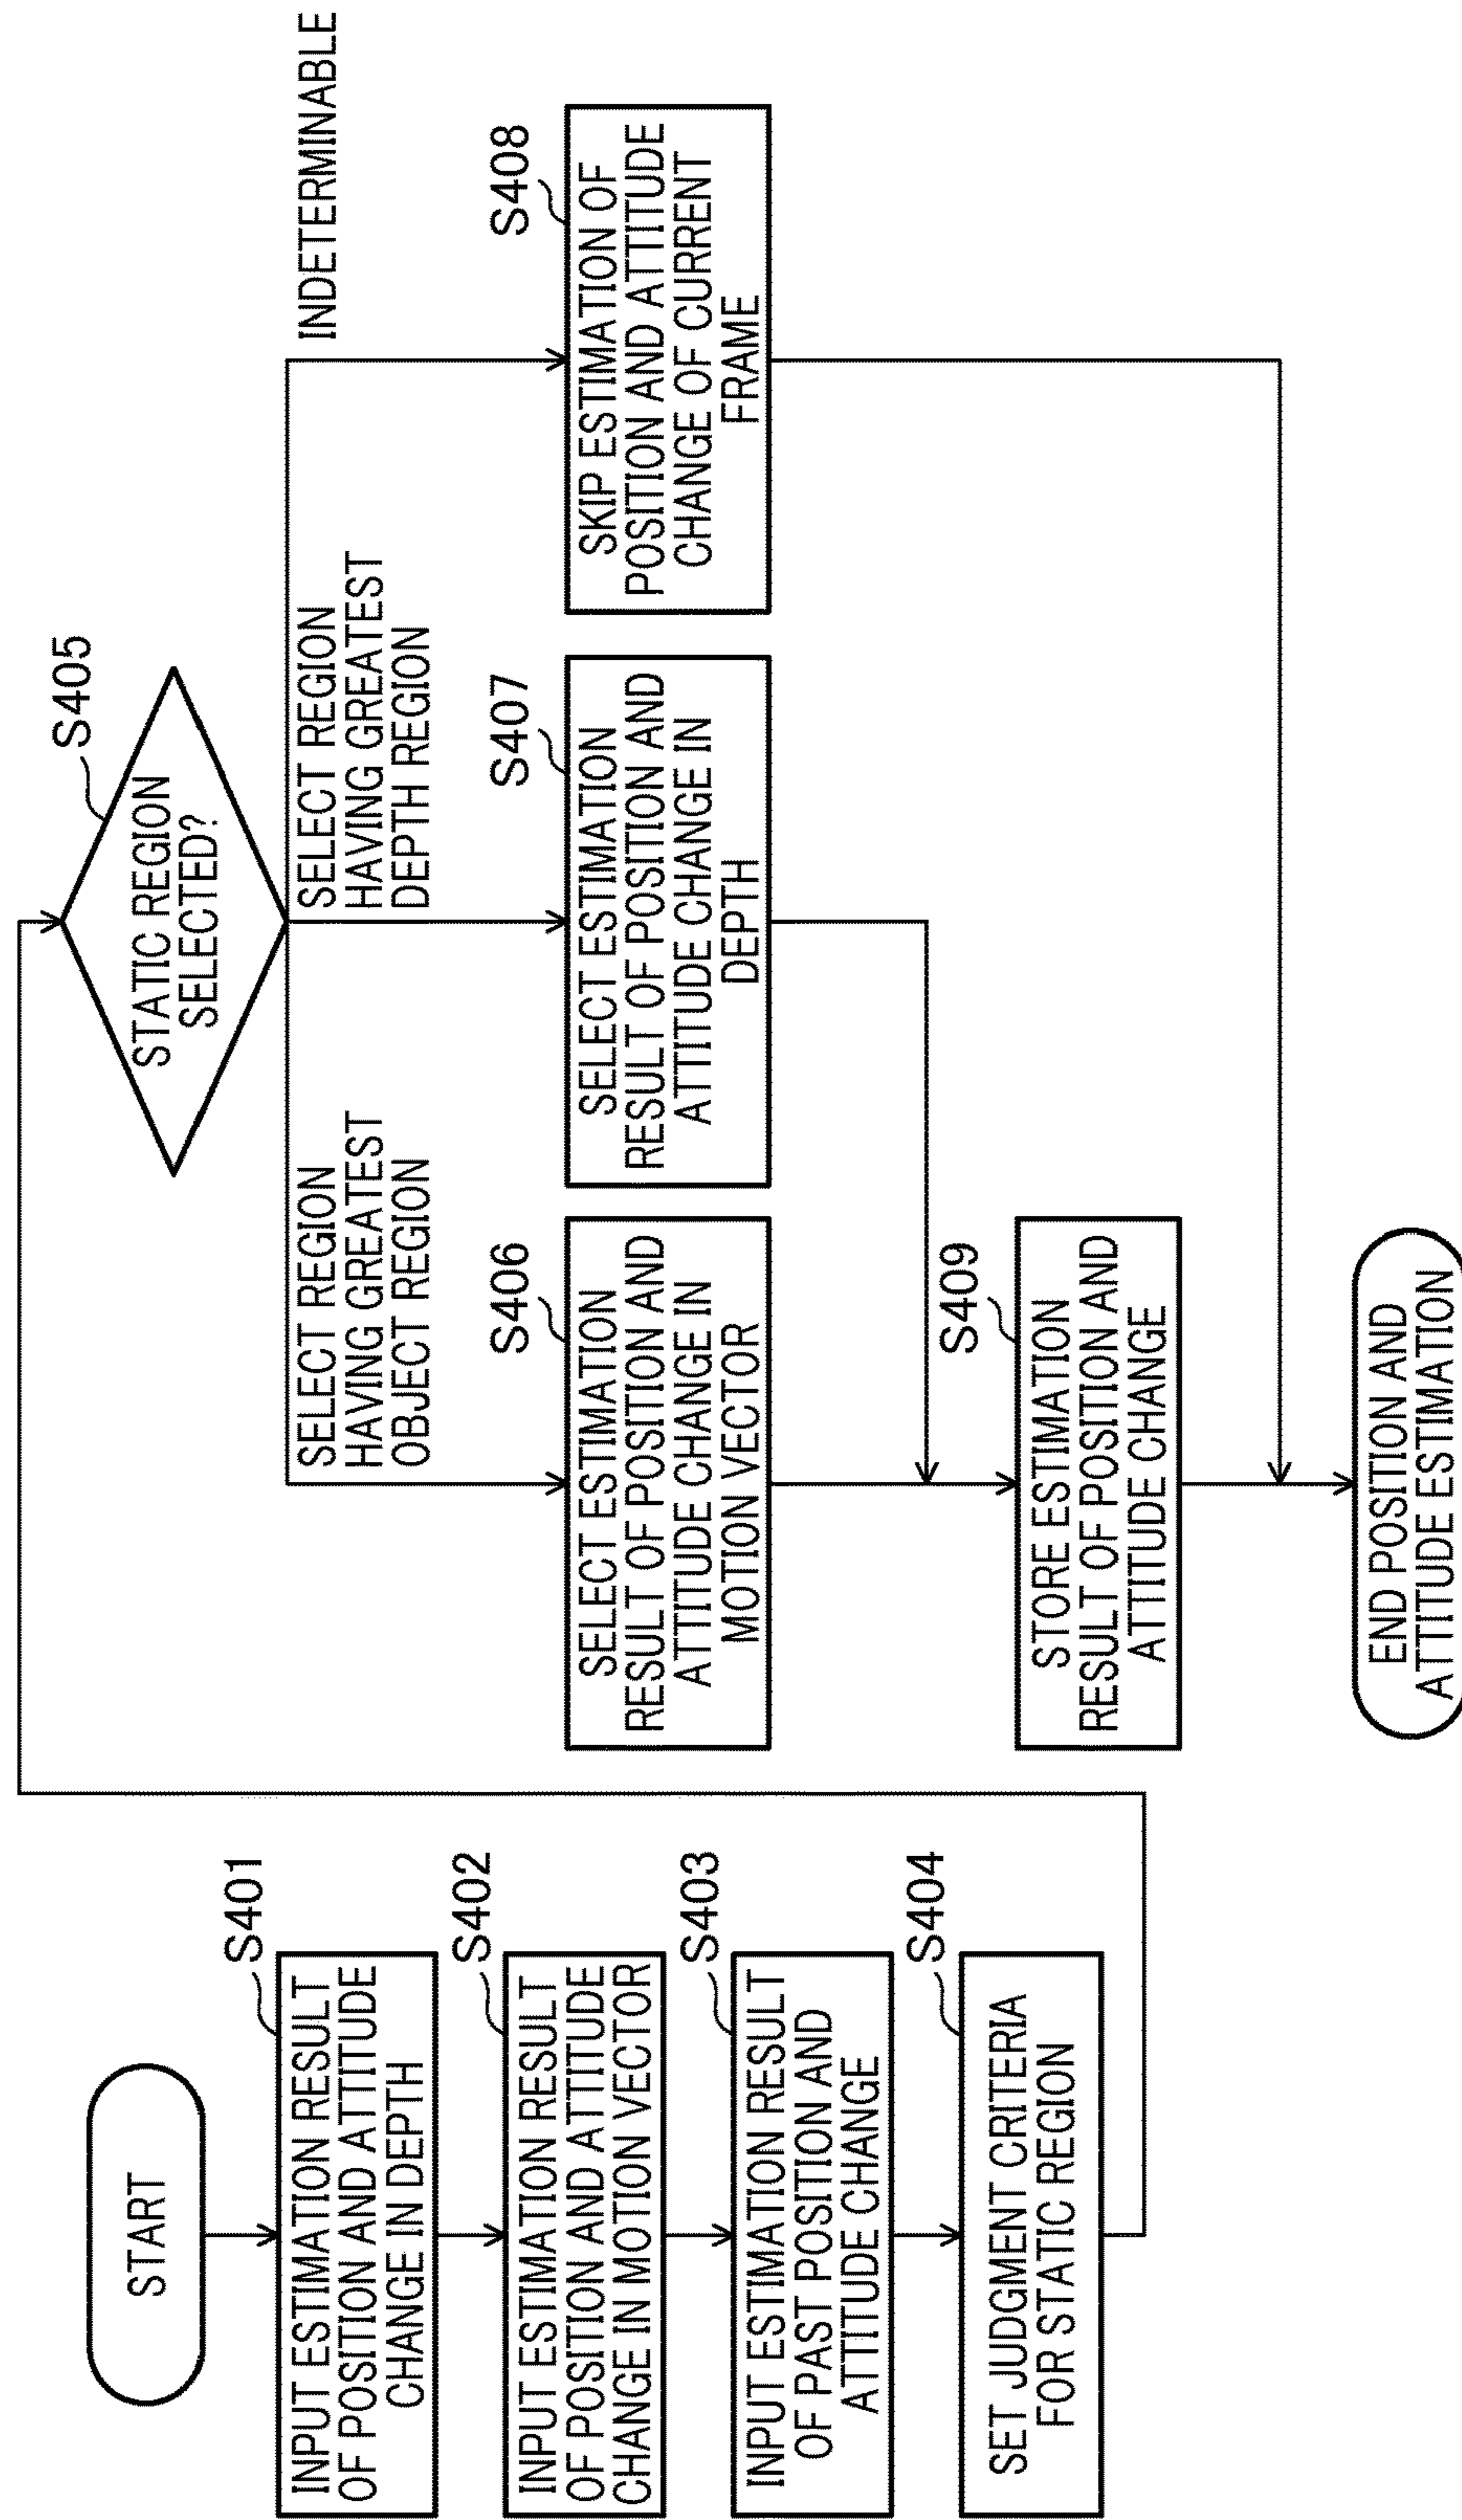 START
S401
INPUT ESTIMATION RESULT
OF POSITION AND ATTITUDE
CHANGE IN DEPTH
S402
INPUT ESTIMATION RESULT
OF POSITION AND ATTITUDE
CHANGE IN MOTION VECTOR
S403
INPUT ESTIMATION RESULT
OF PAST POSITION AND
ATTITUDE CHANGE
S404
SET JUDGMENT CRITERIA
FOR STATIC REGION
S405
STATIC REGION
SELECTED?
SELECT REGION
HAVING GREATEST
OBJECT REGION
SELECT REGION
HAVING GREATEST
DEPTH REGION
INDETERMINABLE
S406
SELECT ESTIMATION
RESULT OF POSITION AND
ATTITUDE CHANGE IN
MOTION VECTOR
S407
SELECT ESTIMATION
RESULT OF POSITION AND
ATTITUDE CHANGE IN
DEPTH
S408
SKIP ESTIMATION OF
POSITION AND ATTITUDE
CHANGE OF CURRENT
FRAME
S409
STORE ESTIMATION
RESULT OF POSITION AND
ATTITUDE CHANGE
END POSITION AND
ATTITUDE ESTIMATION